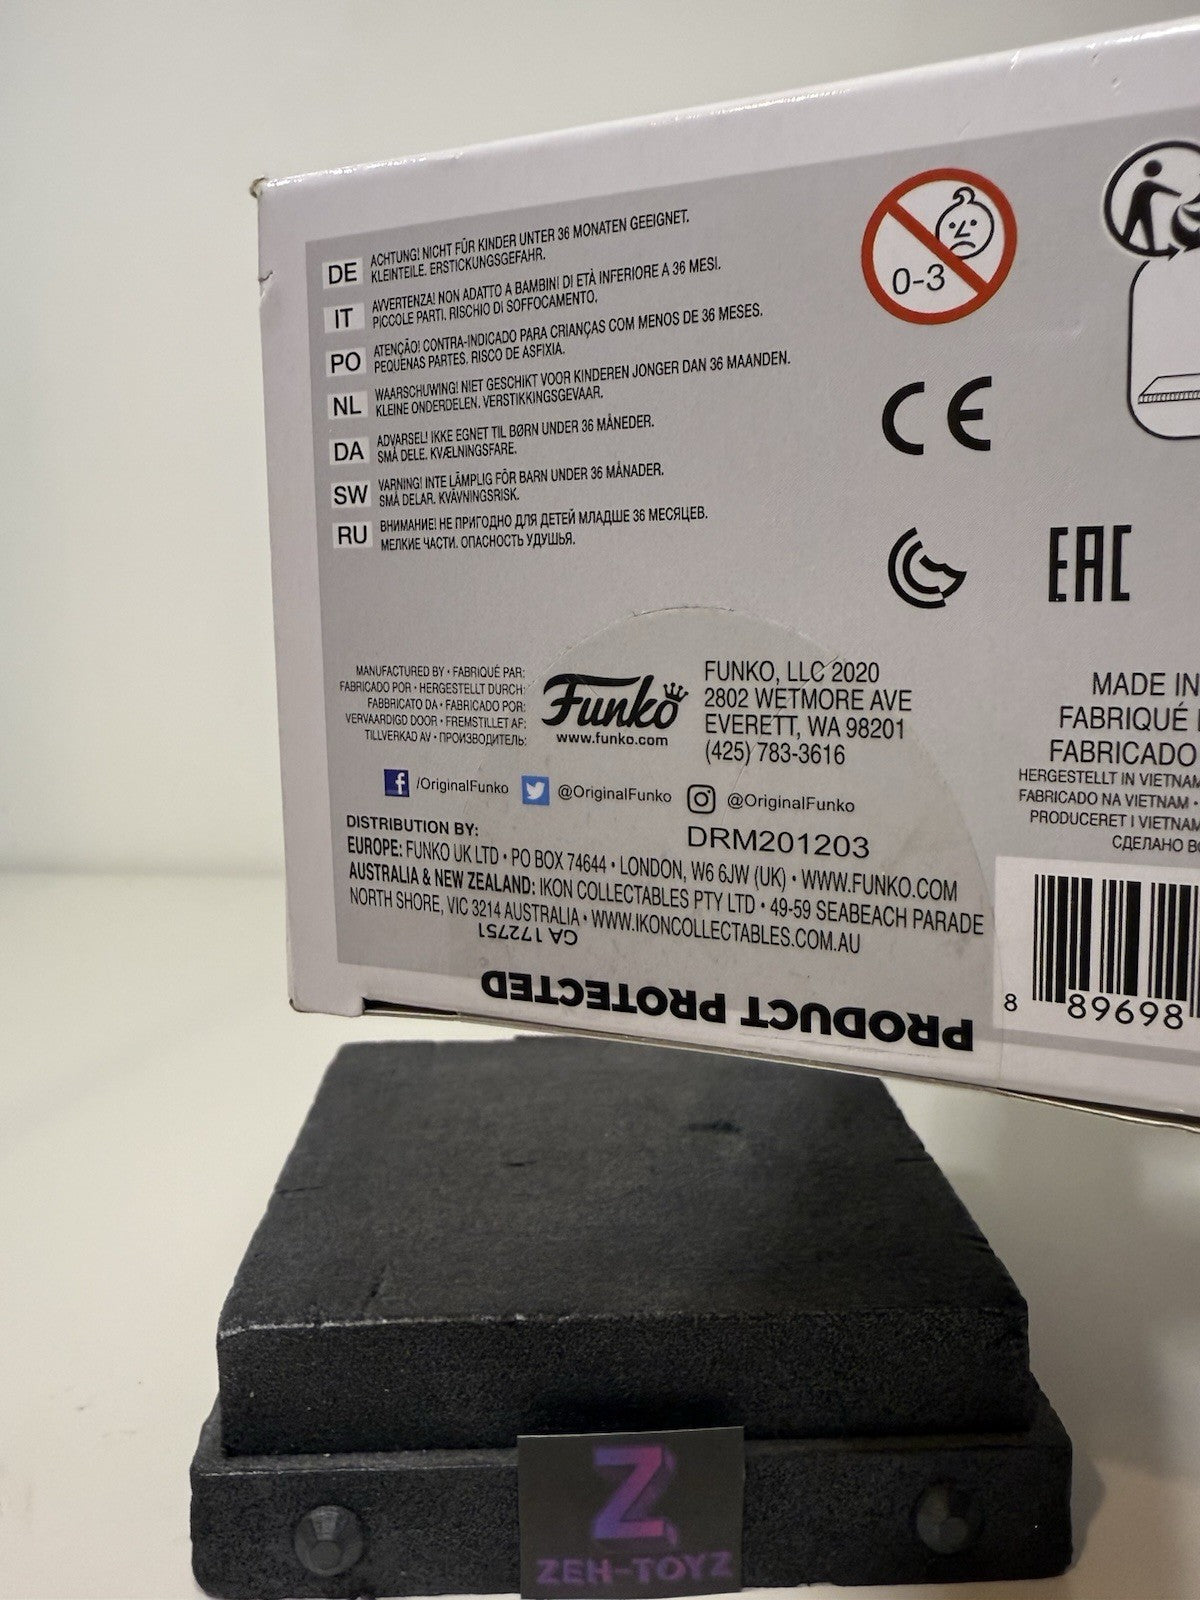 DE ACHTUNG! NICHT FÜR KINDER UNTER 36 MONATEN GEEIGNET.
KLEINTEILE. ERSTICKUNGSGEFAHR.
IT AVVERTENZA! NON ADATTO A BAMBINI DI ETÀ INFERIORE A 36 MESI.
PICCOLE PARTI. RISCHIO DI SOFFOCAMENTO.
PO ATENÇÃO! CONTRA-INDICADO PARA CRIANÇAS COM MENOS DE 36 MESES.
PEQUENAS PARTES. RISCO DE ASFIXIA.
NL WAARSCHUWING! NIET GESCHIKT VOOR KINDEREN JONGER DAN 36 MAANDEN.
KLEINE ONDERDELEN. VERSTIKKINGSGEVAAR.
DA ADVARSEL! IKKE EGNET TIL BØRN UNDER 36 MÅNEDER.
SMÅ DELE. KVÆLNINGSFARE.
SW VARNING! INTE LÄMPLIG FÖR BARN UNDER 36 MÅNADER.
SMÅ DELAR. KVÄVNINGSRISK.
RU ВНИМАНИЕ! НЕ ПРИГОДНО ДЛЯ ДЕТЕЙ МЛАДШЕ 36 МЕСЯЦЕВ.
МЕЛКИЕ ЧАСТИ. ОПАСНОСТЬ УДУШЬЯ.
0-3
CE
EAC
MANUFACTURED BY • FABRIQUÉ PAR:
FABRICADO POR • HERGESTELLT DURCH:
FABBRICATO DA • FABRICADO POR:
VERVAARDIGD DOOR • FREMSTILLET AF:
TILLVERKAD AV • ПРОИЗВОДИТЕЛЬ:
Funko
www.funko.com
FUNKO, LLC 2020
2802 WETMORE AVE
EVERETT, WA 98201
(425) 783-3616
/OriginalFunko @OriginalFunko @OriginalFunko
DRM201203
DISTRIBUTION BY:
EUROPE: FUNKO UK LTD • PO BOX 74644 • LONDON, W6 6JW (UK) • WWW.FUNKO.COM
AUSTRALIA & NEW ZEALAND: IKON COLLECTABLES PTY LTD • 49-59 SEABEACH PARADE
NORTH SHORE, VIC 3214 AUSTRALIA • WWW.IKONCOLLECTABLES.COM.AU
CA 172751
PRODUCT PROTECTED
MADE IN
FABRIQUÉ
FABRICADO
HERGESTELLT IN VIETNAM
FABRICADO NA VIETNAM •
PRODUCERET I VIETNAM
СДЕЛАНО
8 89698
Z
ZEH-TOYZ